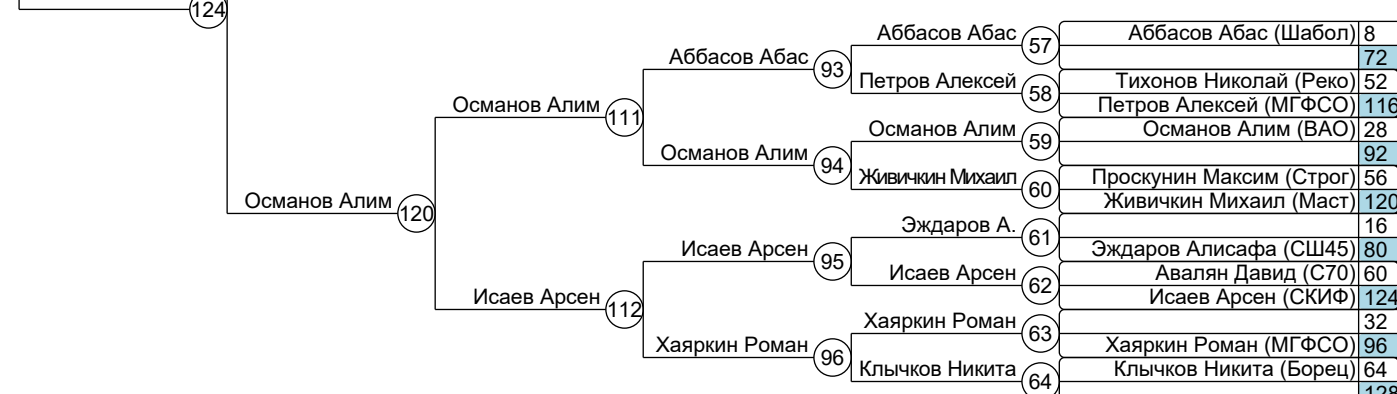 124
Аббасов Абас 57 Аббасов Абас (Шабол) 8
Аббасов Абас 93 72
Петров Алексей 58 Тихонов Николай (Реко) 52
Османов Алим 111 Петров Алексей (МГФСО) 116
Османов Алим 59 Османов Алим (ВАО) 28
Османов Алим 94 92
Живичкин Михаил 60 Проскунин Максим (Строг) 56
Османов Алим 120 Живичкин Михаил (Маст) 120
Эждаров А. 61 16
Исаев Арсен 95 Эждаров Алисафа (СШ45) 80
Исаев Арсен 62 Авалян Давид (С70) 60
Исаев Арсен 112 Исаев Арсен (СКИФ) 124
Хаяркин Роман 63 32
Хаяркин Роман 96 Хаяркин Роман (МГФСО) 96
Клычков Никита 64 Клычков Никита (Борец) 64
128